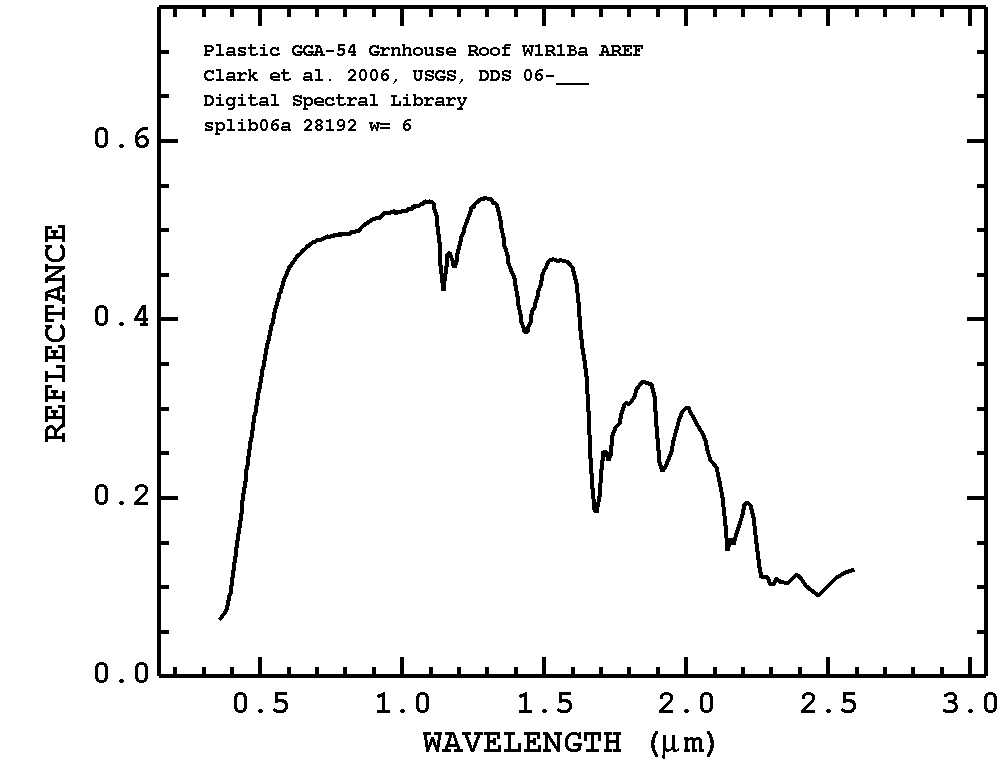 Plastic GGA-54 Grnhouse Roof W1R1Ba AREF
Clark et al. 2006, USGS, DDS 06-___
Digital Spectral Library
splib06a 28192 w= 6
0.6
0.4
0.2
0.0
REFLECTANCE
0.5 1.0 1.5 2.0 2.5 3.0
WAVELENGTH (μm)